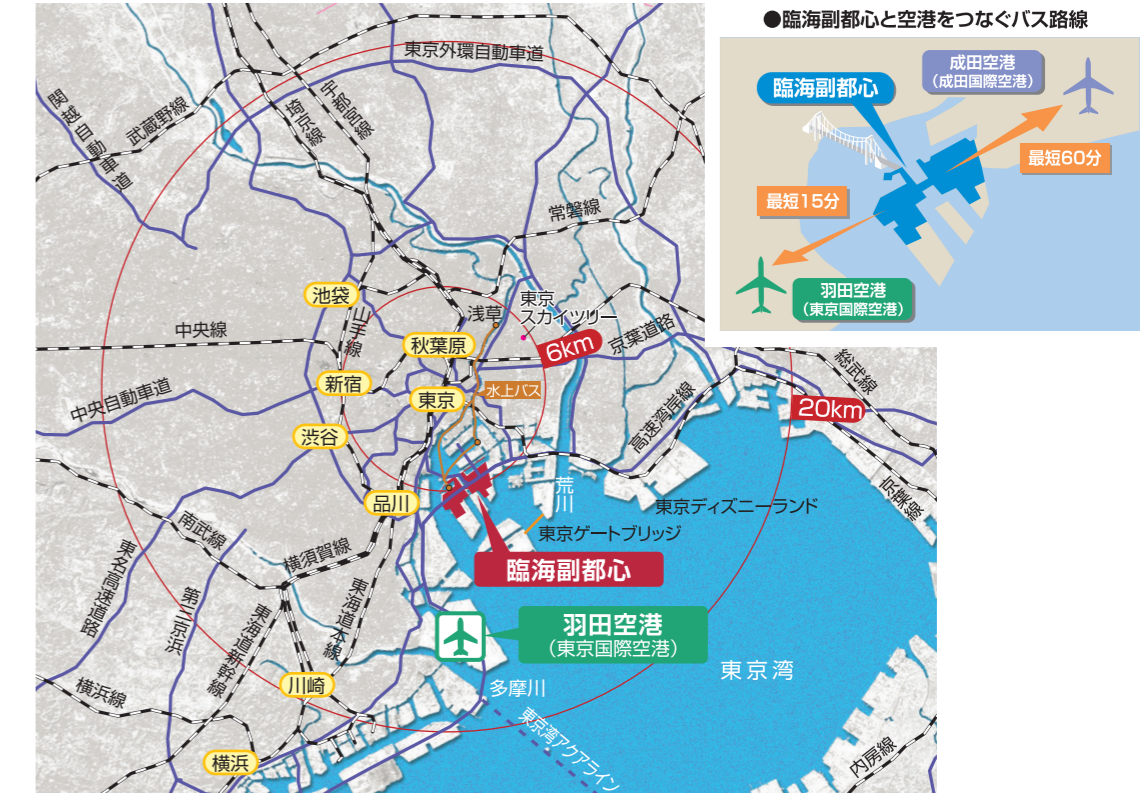 ●臨海副都心と空港をつなぐバス路線
成田空港
(成田国際空港)
臨海副都心
最短60分
最短15分
羽田空港
(東京国際空港)
東京外環自動車道
関越自動車道
武蔵野線
埼京線
宇都宮線
常磐線
池袋
山手線
浅草
東京
スカイツリー
中央線
秋葉原
6km
京葉道路
総武線
新宿
水上バス
中央自動車道
東京
20km
高速湾岸線
渋谷
荒川
京葉線
品川
東京ディズニーランド
南武線
東京ゲートブリッジ
横須賀線
臨海副都心
東名高速道路
第三京浜
東海道新幹線
東海道本線
羽田空港
(東京国際空港)
東京湾
川崎
多摩川
横浜線
東京湾アクアライン
横浜
内房線